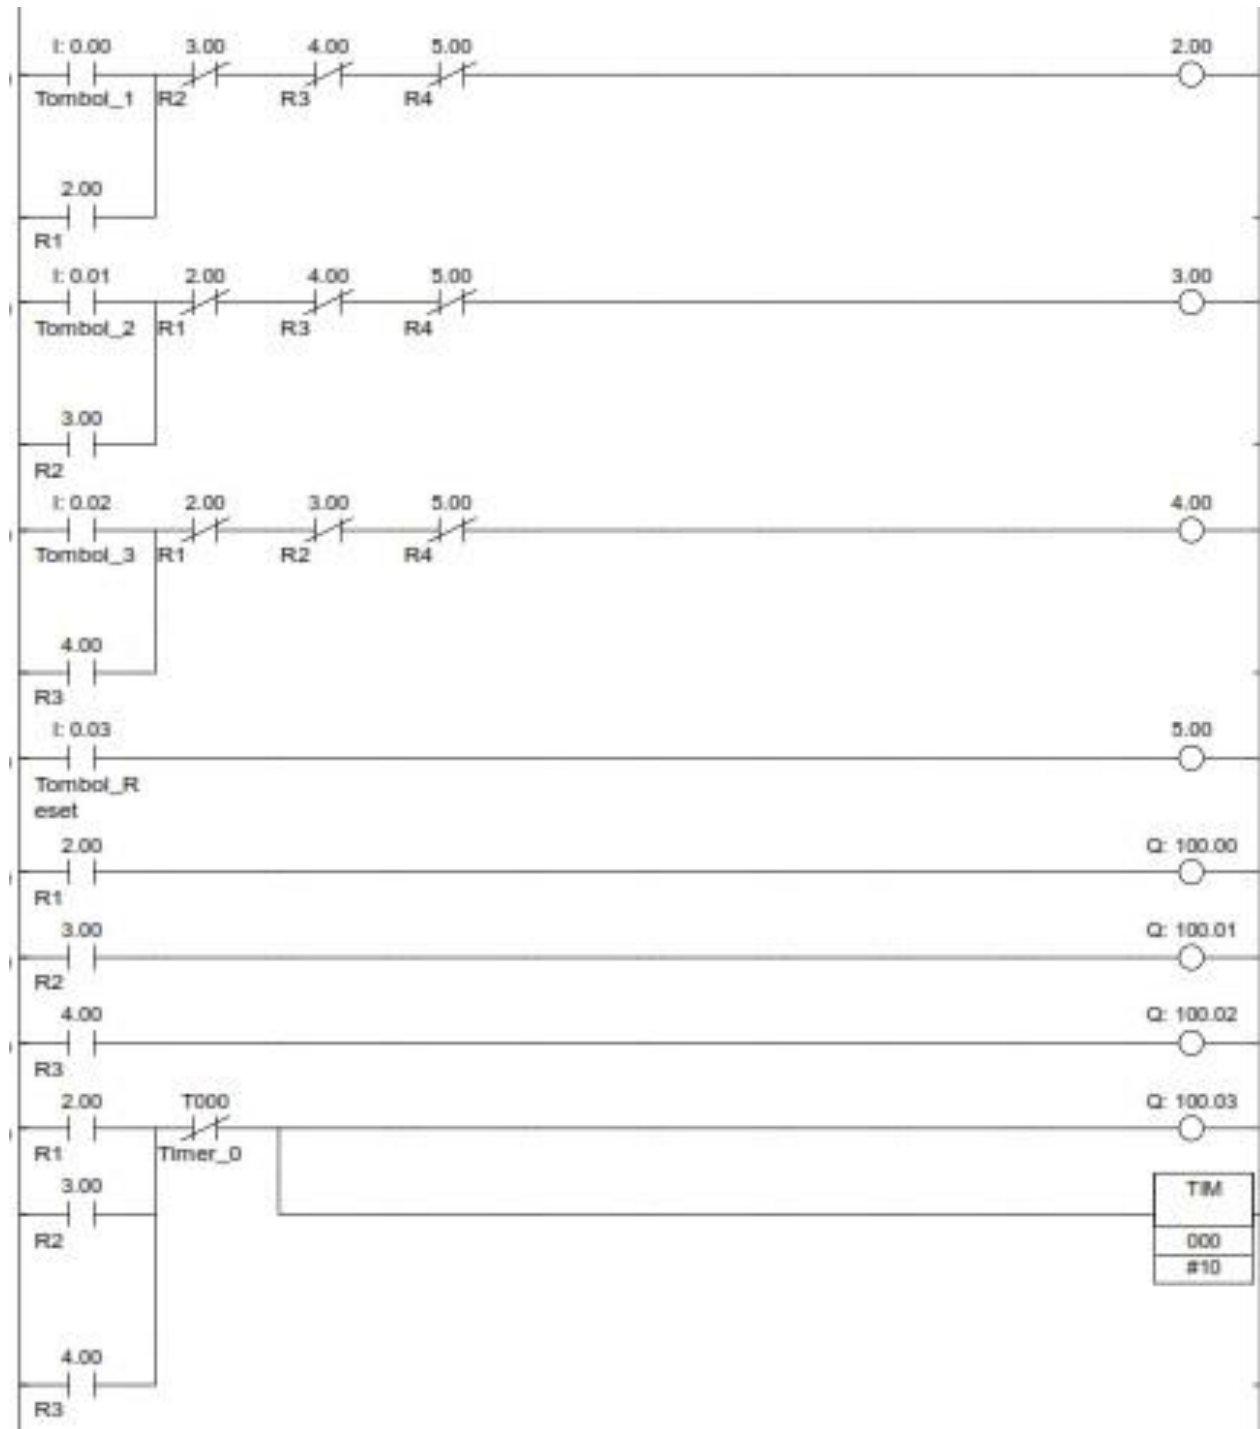 I: 0.00 3.00 4.00 5.00 2.00
Tombol_1 R2 R3 R4
2.00
R1
I: 0.01 2.00 4.00 5.00 3.00
Tombol_2 R1 R3 R4
3.00
R2
I: 0.02 2.00 3.00 5.00 4.00
Tombol_3 R1 R2 R4
4.00
R3
I: 0.03 5.00
Tombol_R
eset
2.00 Q: 100.00
R1
3.00 Q: 100.01
R2
4.00 Q: 100.02
R3
2.00 T000 Q: 100.03
R1 Timer_0
3.00 TIM
R2 000
#10
4.00
R3